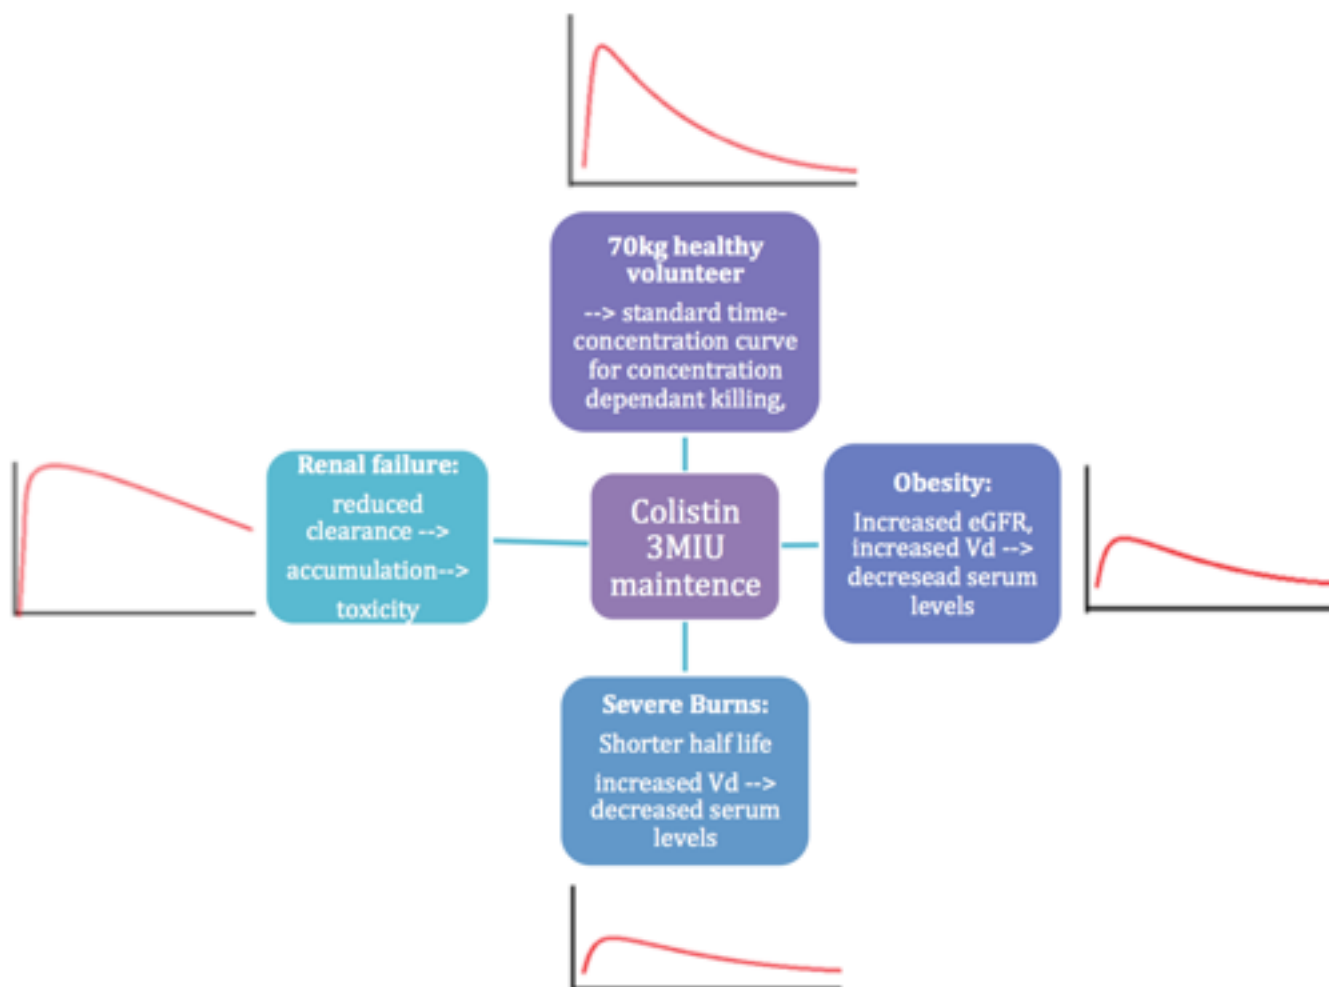 70kg healthy
volunteer
--> standard time-
concentration curve
for concentration
dependant killing,
Renal failure:
reduced
clearance -->
accumulation-->
toxicity
Colistin
3MIU
maintence
Obesity:
Increased eGFR,
increased Vd -->
decresead serum
levels
Severe Burns:
Shorter half life
increased Vd -->
decreased serum
levels